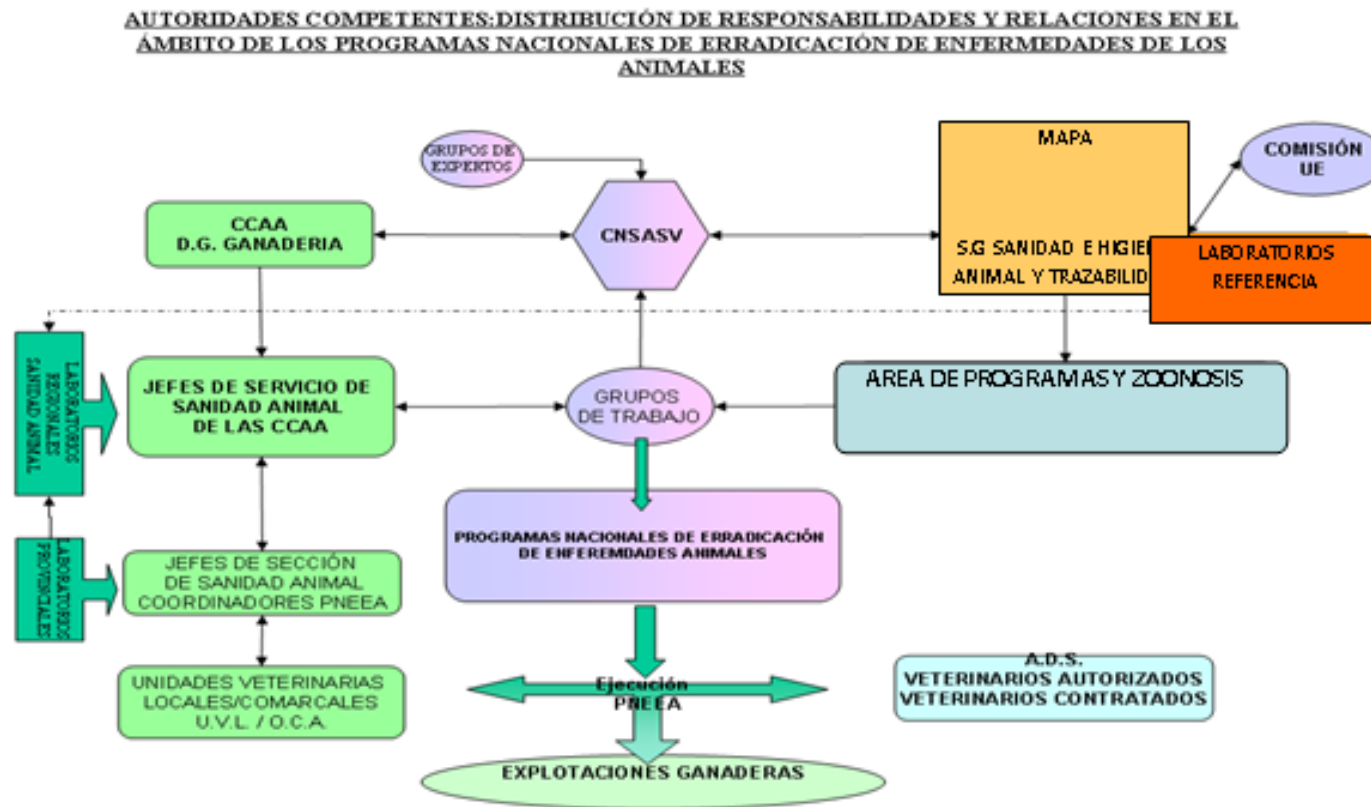 AUTORIDADES COMPETENTES:DISTRIBUCIÓN DE RESPONSABILIDADES Y RELACIONES EN EL
ÁMBITO DE LOS PROGRAMAS NACIONALES DE ERRADICACIÓN DE ENFERMEDADES DE LOS
ANIMALES
GRUPOS DE
EXPERTOS
MAPA
COMISIÓN
UE
CCAA
D.G. GANADERIA
CNSASV
S.G SANIDAD E HIGIEN
ANIMAL Y TRAZABILID
LABORATORIOS
REFERENCIA
LABORATORIOS
REGIONALES
SANIDAD ANIMAL
JEFES DE SERVICIO DE
SANIDAD ANIMAL
DE LAS CCAA
GRUPOS
DE TRABAJO
AREA DE PROGRAMAS Y ZOONOSIS
PROGRAMAS NACIONALES DE ERRADICACIÓN
DE ENFEREMDADES ANIMALES
LABORATORIOS
PROVINCIALES
JEFES DE SECCIÓN
DE SANIDAD ANIMAL
COORDINADORES PNEEA
UNIDADES VETERINARIAS
LOCALES/COMARCALES
U.V.L. / O.C.A.
Ejecución
PNEEA
A.D.S.
VETERINARIOS AUTORIZADOS
VETERINARIOS CONTRATADOS
EXPLOTACIONES GANADERAS